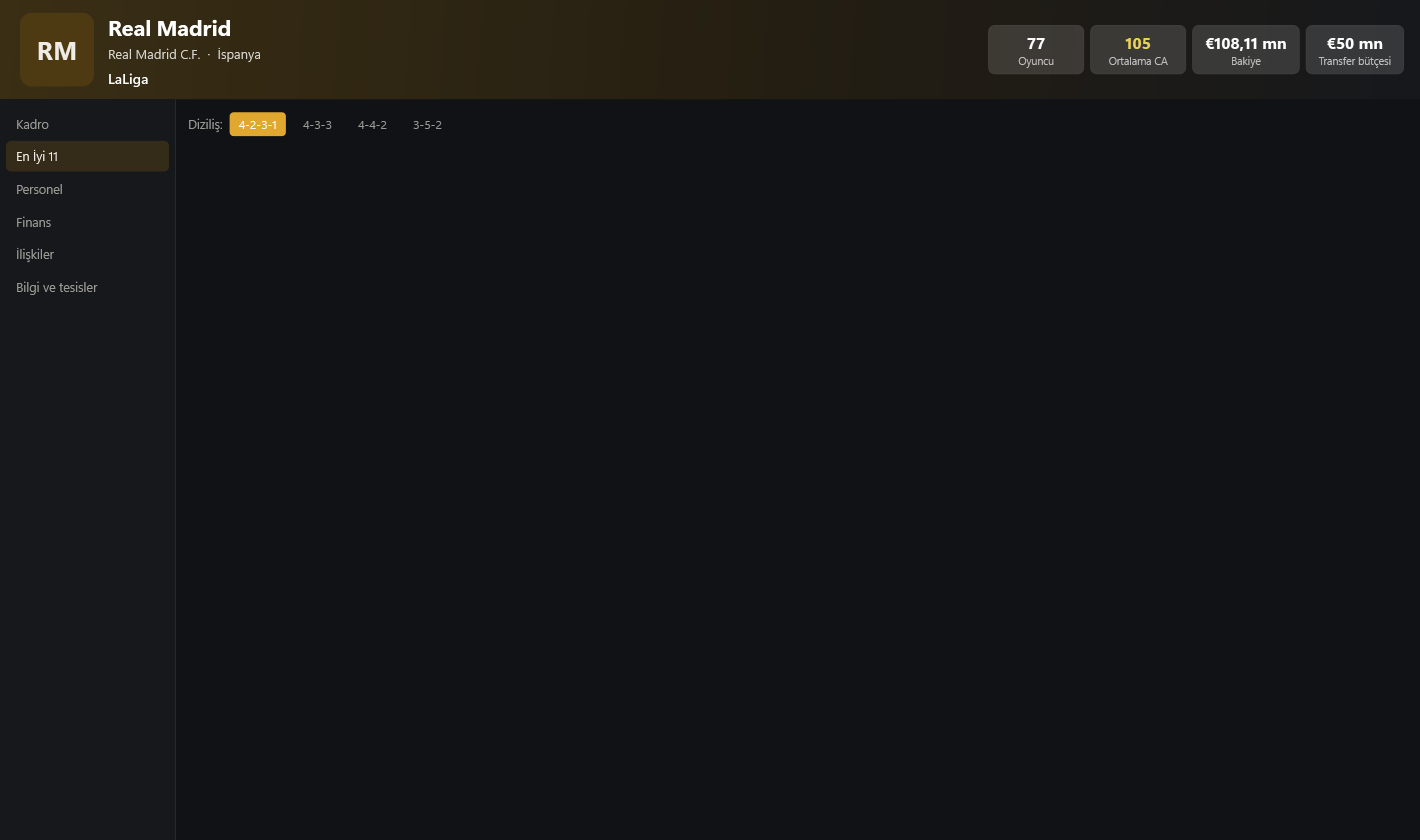 RM
Real Madrid
Real Madrid C.F. · İspanya
LaLiga
77
Oyuncu
105
Ortalama CA
€108,11 mn
Bakiye
€50 mn
Transfer bütçesi
Kadro
En İyi 11
Personel
Finans
İlişkiler
Bilgi ve tesisler
Diziliş: 4-2-3-1 4-3-3 4-4-2 3-5-2